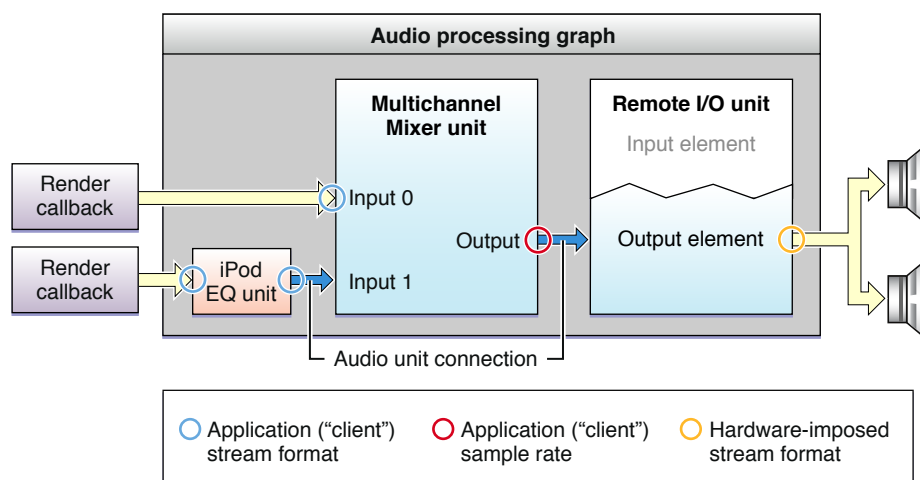 Audio processing graph
Multichannel
Mixer unit
Remote I/O unit
Input element
Render
callback
Input 0
Output
Output element
Render
callback
iPod
EQ unit
Input 1
Audio unit connection
Application (“client”)
stream format
Application (“client”)
sample rate
Hardware-imposed
stream format